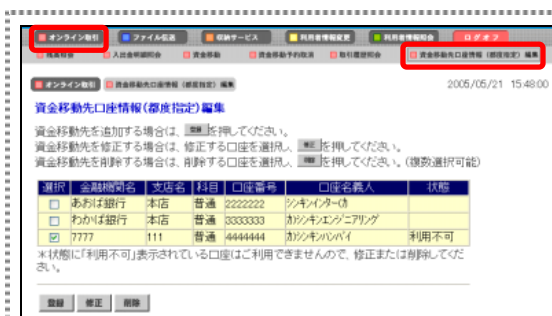 オンライン取引 ファイル伝送 収納サービス 利用者情報変更 利用者情報照会 ログオフ
残高照会 入出金明細照会 資金移動 資金移動予約取消 取引履歴照会 資金移動先口座情報（都度指定）編集
オンライン取引 資金移動先口座情報（都度指定）編集 2005/05/21 15:48:00
資金移動先口座情報(都度指定)編集
資金移動先を追加する場合は、 登録 を押してください。
資金移動先を修正する場合は、修正する口座を選択し、 修正 を押してください。
資金移動先を削除する場合は、削除する口座を選択し、 削除 を押してください。(複数選択可能)
選択 金融機関名 支店名 科目 口座番号 口座名義人 状態
あおば銀行 本店 普通 2222222 シンキインターカ
わかば銀行 本店 普通 3333333 カ)シンキエンジニアリング
7777 111 普通 4444444 カ)シンキハンバイ 利用不可
＊状態に「利用不可」表示されている口座はご利用できませんので、修正または削除してくだ
さい。
登録 修正 削除